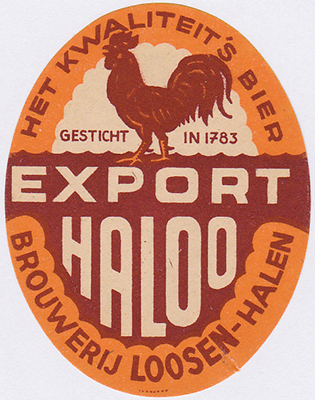 HET KWALITEIT'S BIER
GESTICHT IN 1783
EXPORT
HALOO
BROUWERIJ LOOSEN-HALEN